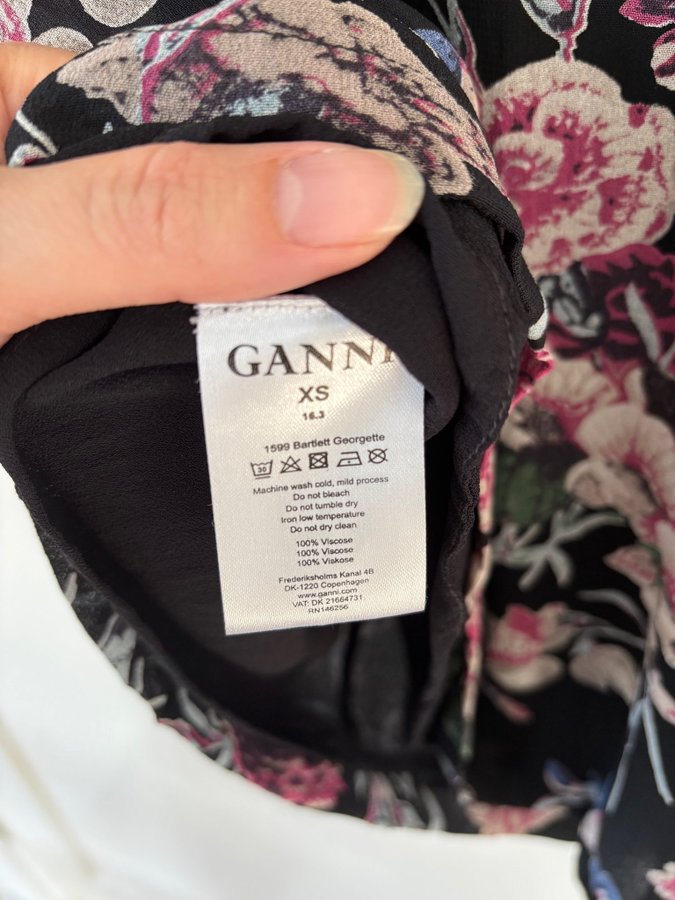 GANNI
XS
16.3
1599 Bartlett Georgette
30
Machine wash cold, mild process
Do not bleach
Do not tumble dry
Iron low temperature
Do not dry clean
100% Viscose
100% Viscose
100% Viskose
Frederiksholms Kanal 4B
DK-1220 Copenhagen
www.ganni.com
VAT: DK 21664731
RN146256